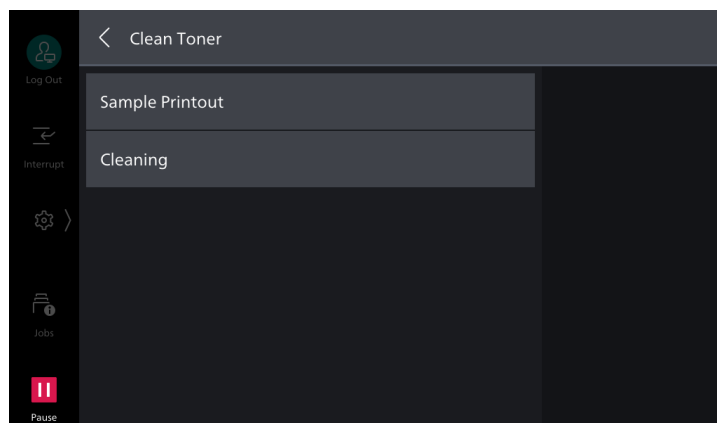 Clean Toner
Log Out
Sample Printout
Interrupt
Cleaning
Jobs
Pause